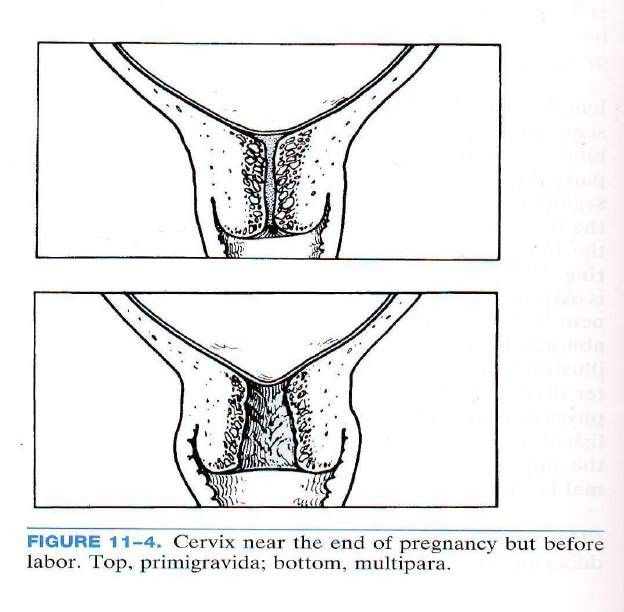 FIGURE 11–4. Cervix near the end of pregnancy but before
labor. Top, primigravida; bottom, multipara.